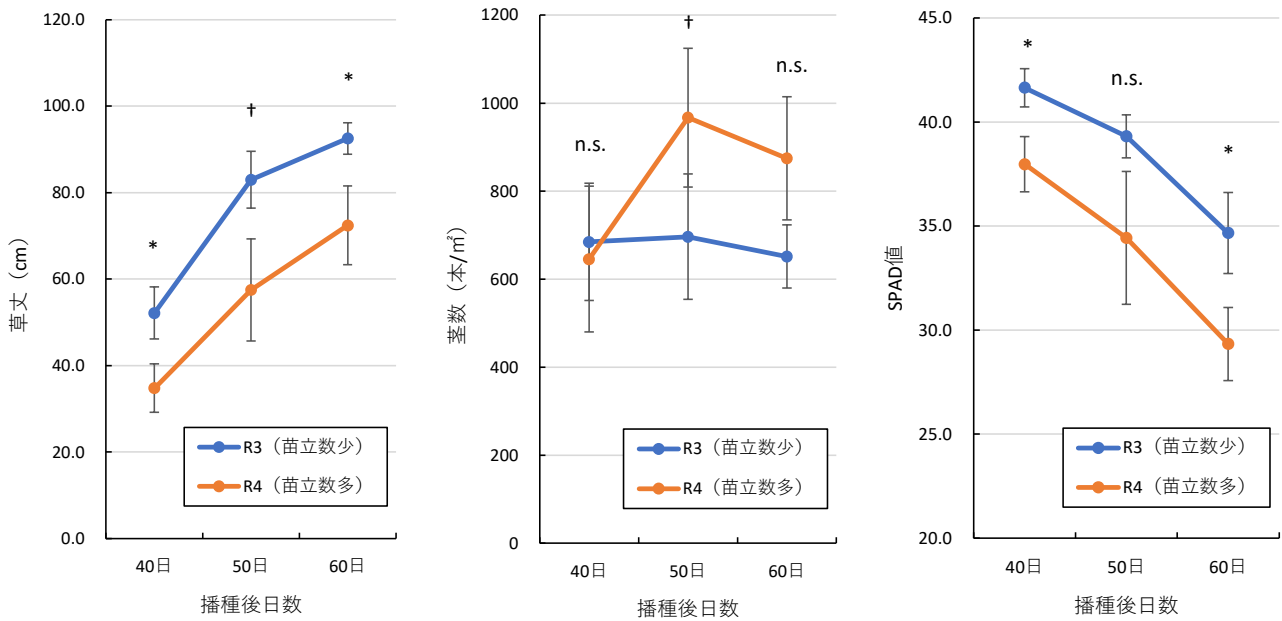 120.0
100.0
80.0
60.0
40.0
20.0
0.0
草丈（cm）
*
†
*
R3（苗立数少）
R4（苗立数多）
40日
50日
60日
播種後日数
1200
1000
800
600
400
200
0
茎数（本/㎡）
n.s.
†
n.s.
R3（苗立数少）
R4（苗立数多）
40日
50日
60日
播種後日数
45.0
40.0
35.0
30.0
25.0
20.0
SPAD値
*
n.s.
*
R3（苗立数少）
R4（苗立数多）
40日
50日
60日
播種後日数